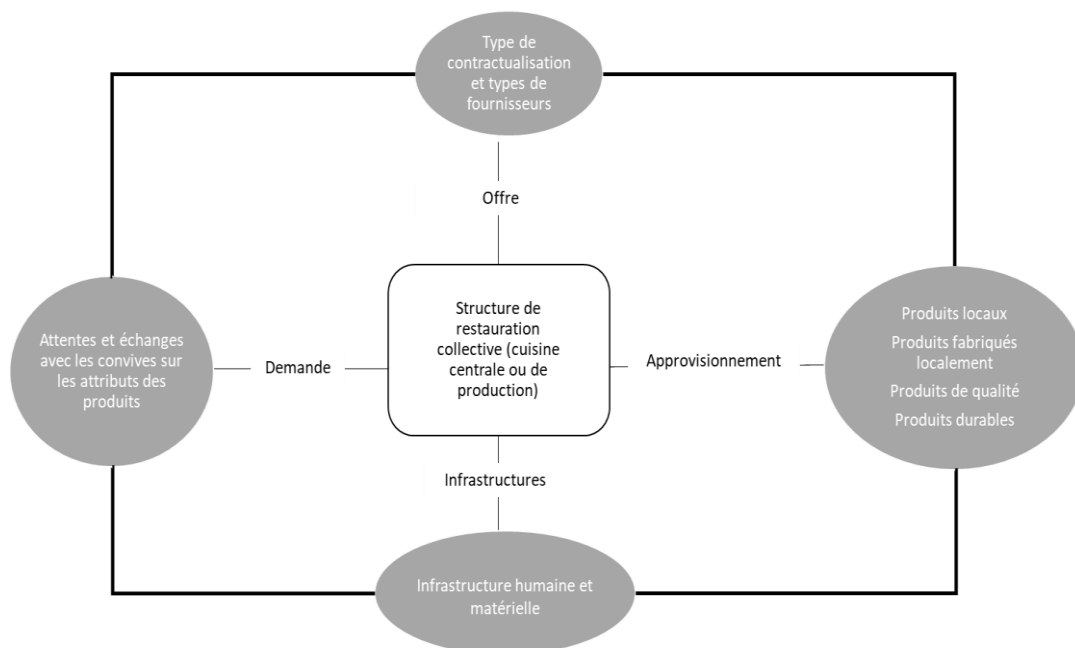 Type de
contractualisation
et types de
fournisseurs
Offre
Attentes et échanges
avec les convives sur
les attributs des
produits
Demande
Structure de
restauration
collective (cuisine
centrale ou de
production)
Approvisionnement
Produits locaux
Produits fabriqués
localement
Produits de qualité
Produits durables
Infrastructures
Infrastructure humaine et
matérielle